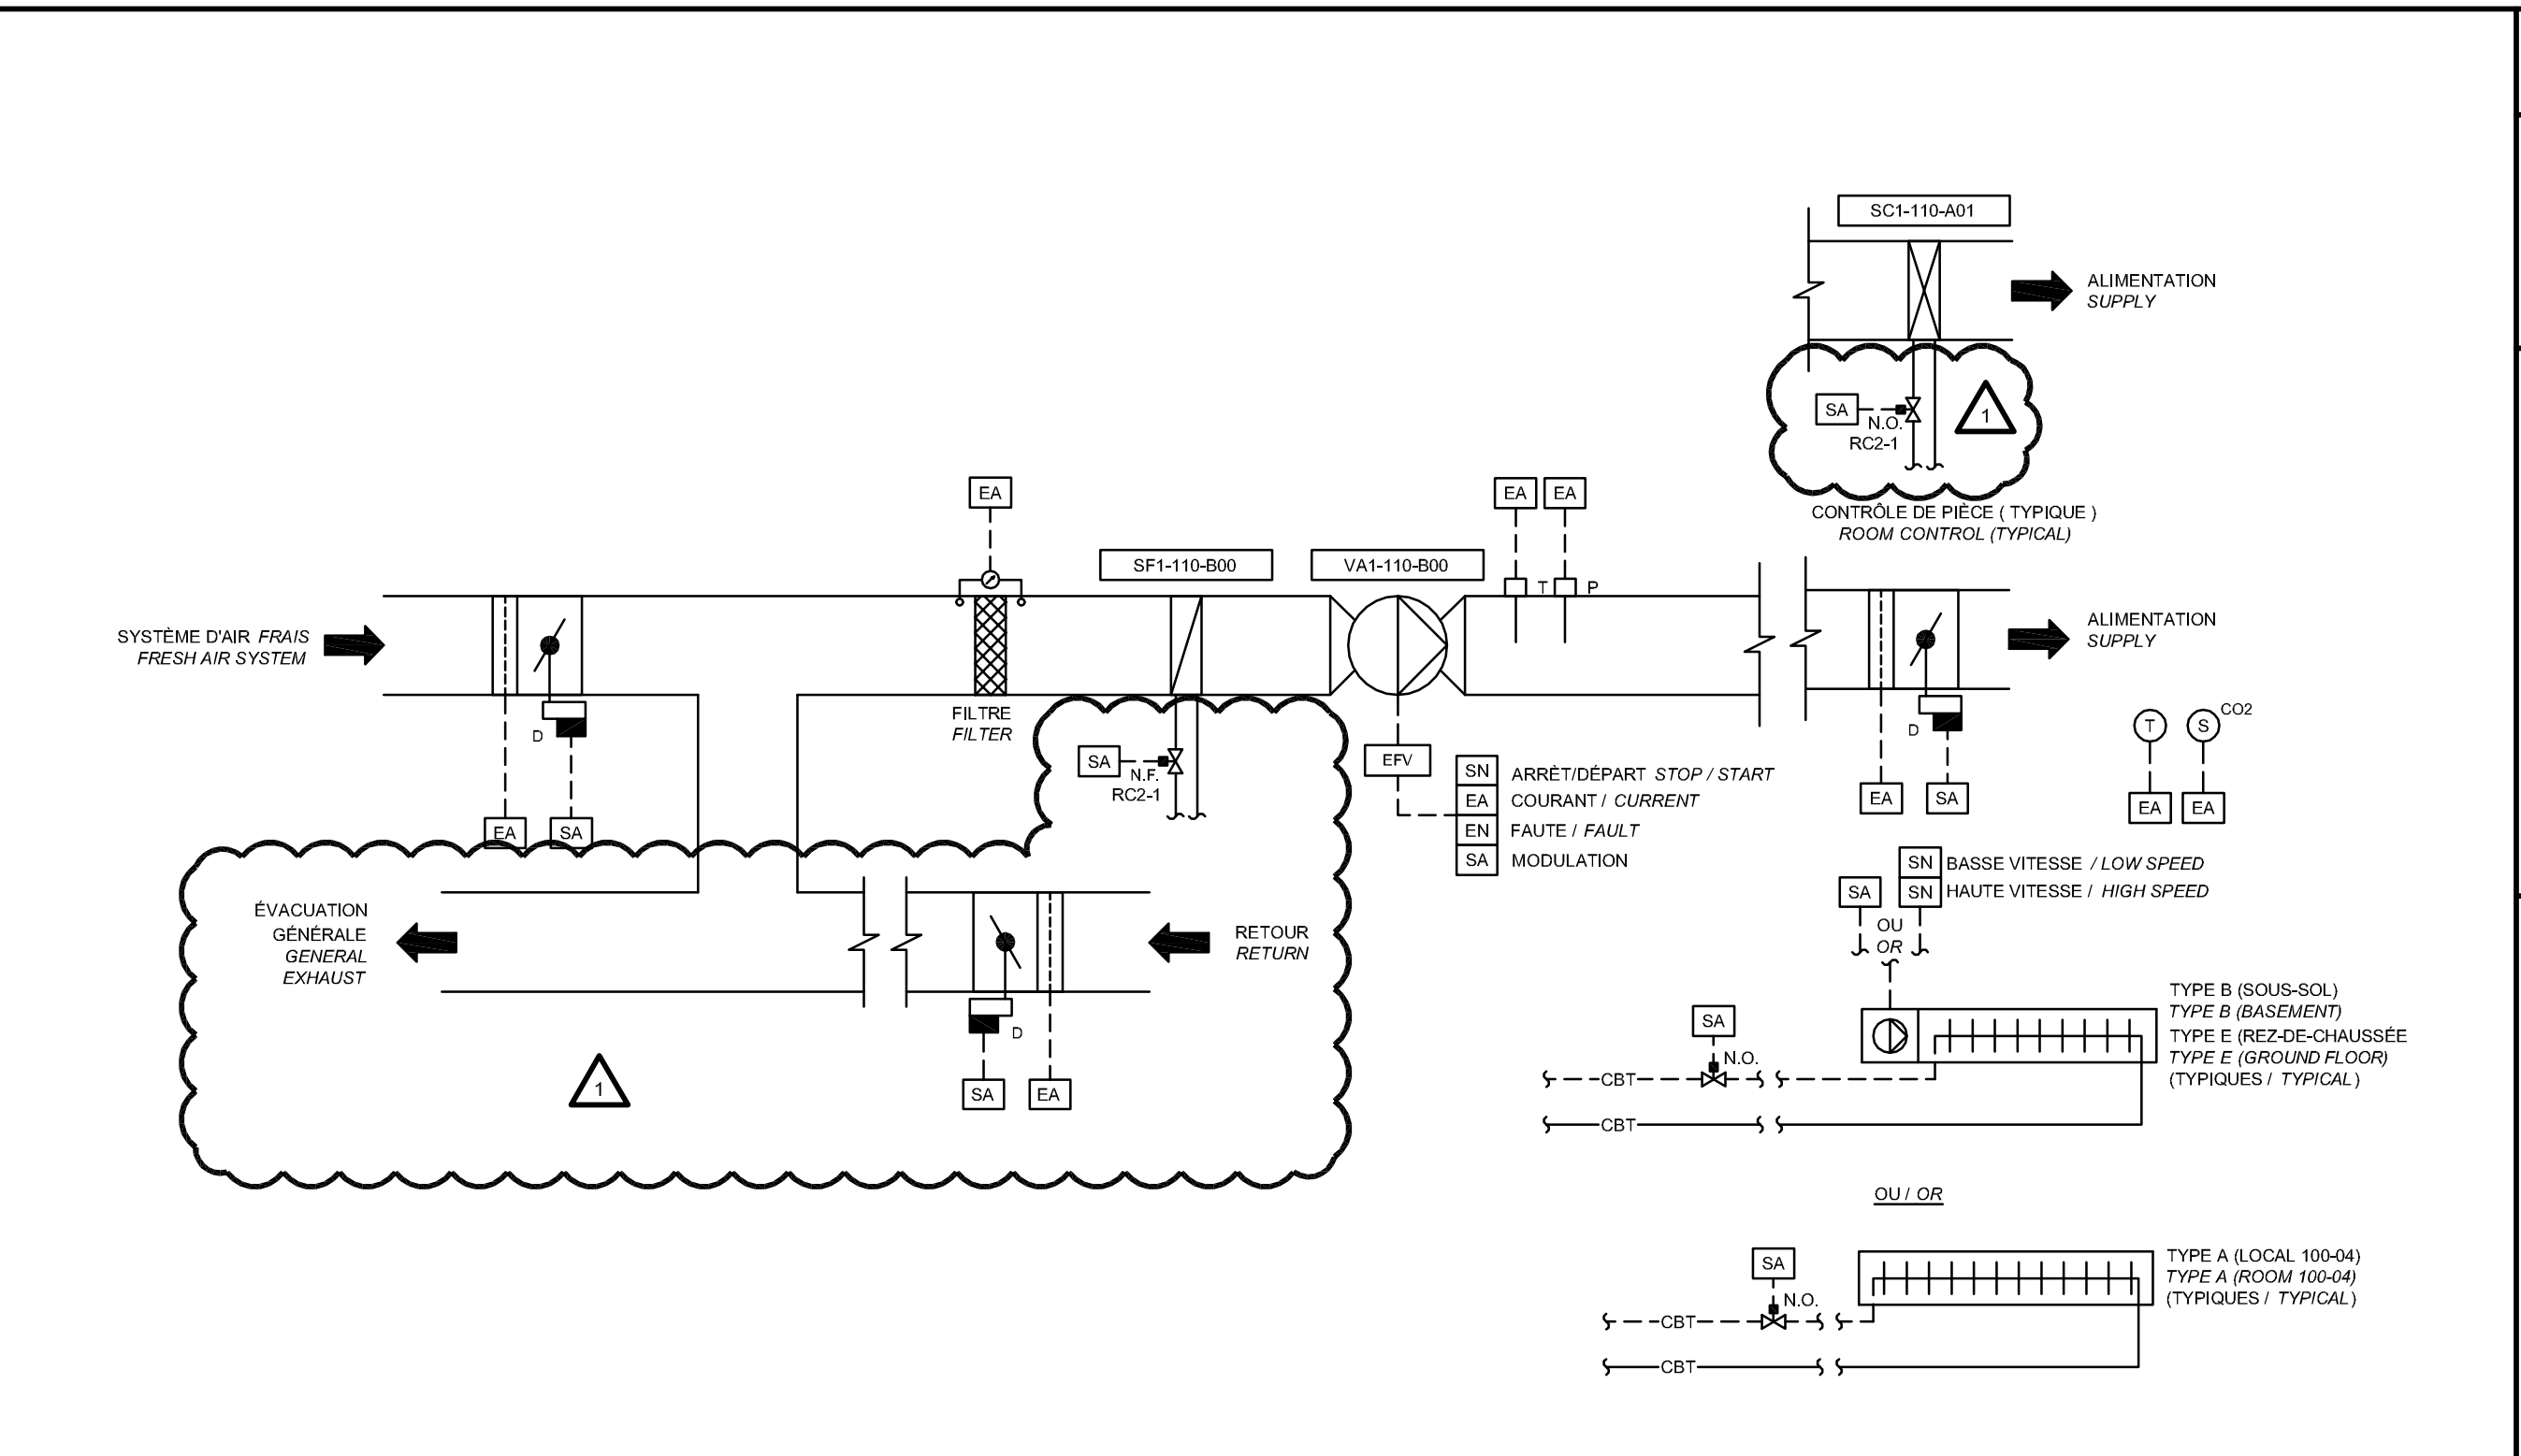 SC1-110-A01
ALIMENTATION
SUPPLY
SA
N.O.
RC2-1
1
CONTRÔLE DE PIÈCE ( TYPIQUE )
ROOM CONTROL (TYPICAL)
EA
EA
EA
SF1-110-B00
VA1-110-B00
T
P
SYSTÈME D'AIR FRAIS
FRESH AIR SYSTEM
ALIMENTATION
SUPPLY
FILTRE
FILTER
D
EA
SA
SA
N.F.
RC2-1
EFV
SN ARRÈT/DÉPART STOP / START
EA COURANT / CURRENT
EN FAUTE / FAULT
SA MODULATION
D
EA
SA
T
S
CO2
EA
EA
SN BASSE VITESSE / LOW SPEED
SN HAUTE VITESSE / HIGH SPEED
SA
OU
OR
ÉVACUATION
GÉNÉRALE
GENERAL
EXHAUST
RETOUR
RETURN
D
SA
EA
1
TYPE B (SOUS-SOL)
TYPE B (BASEMENT)
TYPE E (REZ-DE-CHAUSSÉE
TYPE E (GROUND FLOOR)
(TYPIQUES / TYPICAL)
SA
N.O.
CBT
CBT
OU / OR
SA
N.O.
TYPE A (LOCAL 100-04)
TYPE A (ROOM 100-04)
(TYPIQUES / TYPICAL)
CBT
CBT